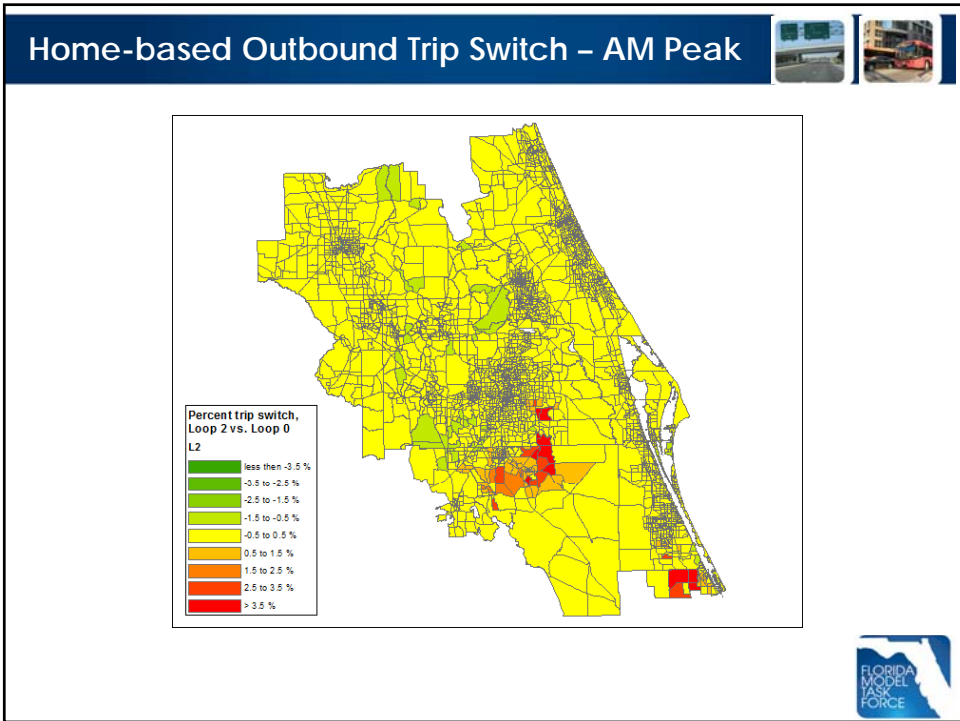 Home-based Outbound Trip Switch – AM Peak
Percent trip switch,
Loop 2 vs. Loop 0
L2
less then -3.5 %
-3.5 to -2.5 %
-2.5 to -1.5 %
-1.5 to -0.5 %
-0.5 to 0.5 %
0.5 to 1.5 %
1.5 to 2.5 %
2.5 to 3.5 %
> 3.5 %
FLORIDA
MODEL
TASK
FORCE